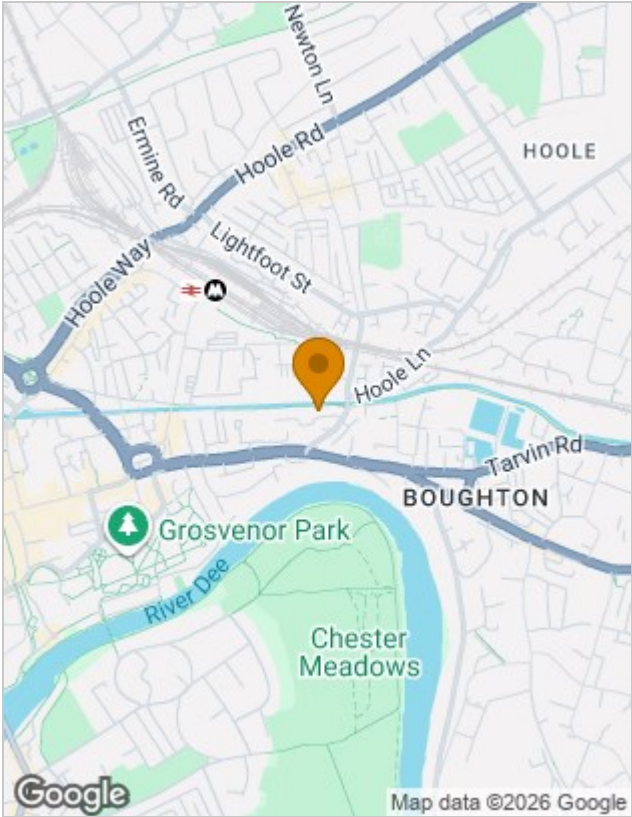 Newton Ln
Ermine Rd
Hoole Rd
HOOLE
Lightfoot St
Hoole Way
Hoole Ln
Tarvin Rd
BOUGHTON
Grosvenor Park
River Dee
Chester
Meadows
Google
Map data ©2026 Google